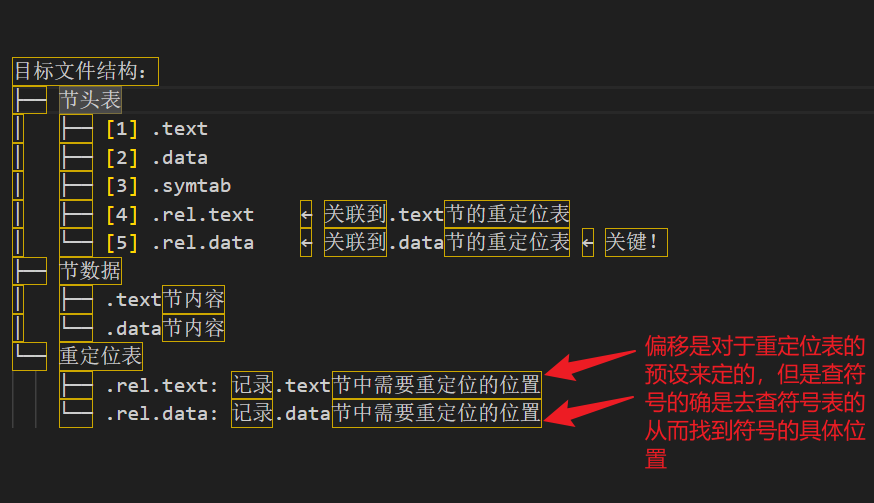 目标文件结构：
├── 节头表
│   ├── [1] .text
│   ├── [2] .data
│   ├── [3] .symtab
│   ├── [4] .rel.text    ← 关联到.text节的重定位表
│   └── [5] .rel.data    ← 关联到.data节的重定位表 ← 关键！
├── 节数据
│   ├── .text节内容
│   └── .data节内容
└── 重定位表
    ├── .rel.text: 记录.text节中需要重定位的位置
    └── .rel.data: 记录.data节中需要重定位的位置
偏移是对于重定位表的
预设来定的，但是查符
号的确是去查符号表的
从而找到符号的具体位
置